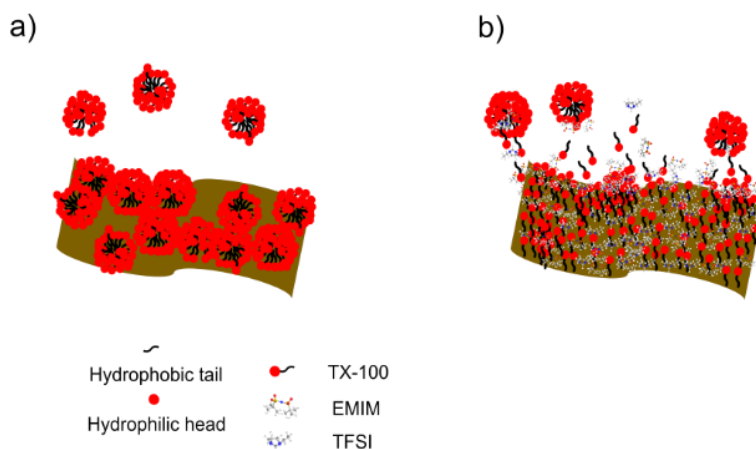 a)
b)
Hydrophobic tail
Hydrophilic head
TX-100
EMIM
TFSI